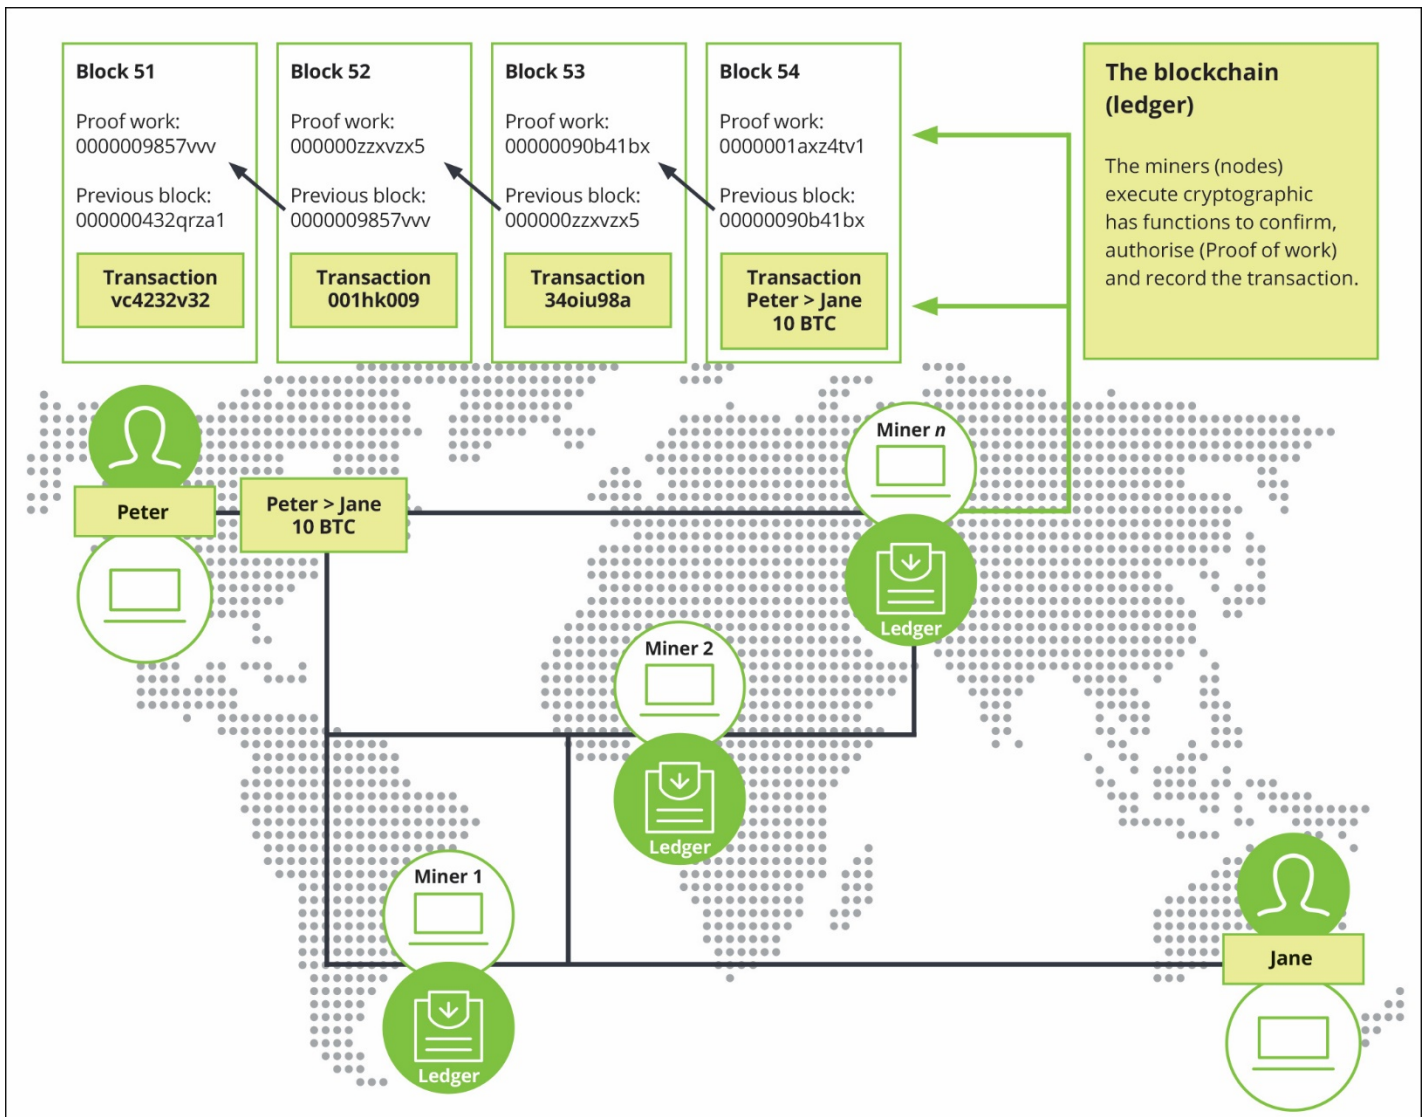 Block 51
Proof work:
0000009857vvv
Previous block:
000000432qrza1
Transaction
vc4232v32
Block 52
Proof work:
000000zzxvzx5
Previous block:
0000009857vvv
Transaction
001hk009
Block 53
Proof work:
00000090b41bx
Previous block:
000000zzxvzx5
Transaction
34oiu98a
Block 54
Proof work:
0000001axz4tv1
Previous block:
00000090b41bx
Transaction
Peter > Jane
10 BTC
The blockchain
(ledger)
The miners (nodes)
execute cryptographic
has functions to confirm,
authorise (Proof of work)
and record the transaction.
Peter
Peter > Jane
10 BTC
Miner n
Ledger
Miner 2
Ledger
Miner 1
Ledger
Jane